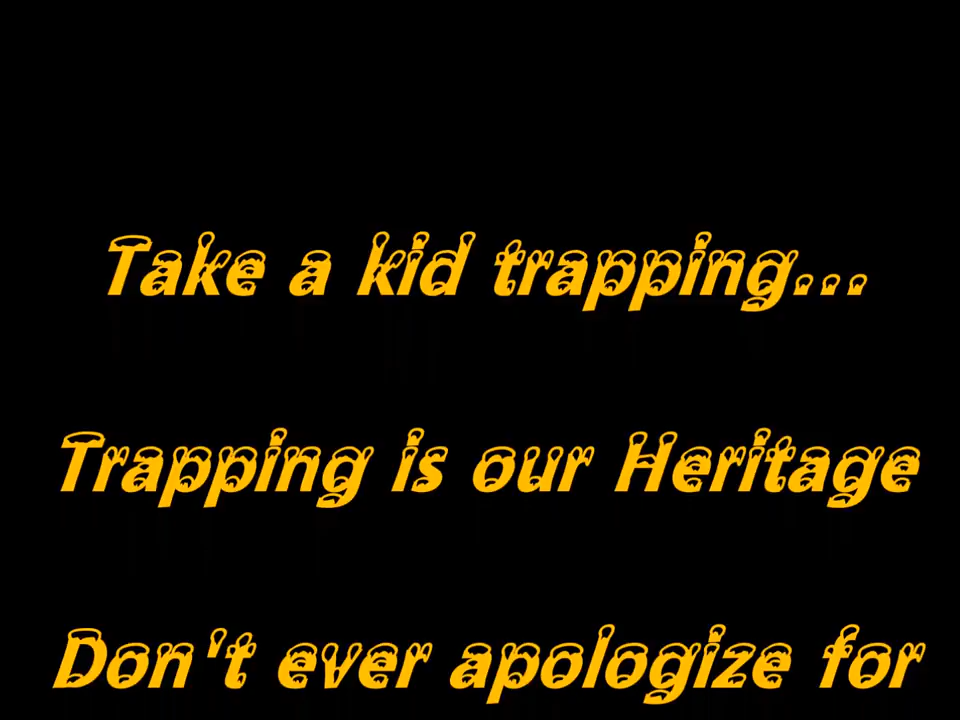 Take a kid trapping...
Trapping is our Heritage
Don't ever apologize for